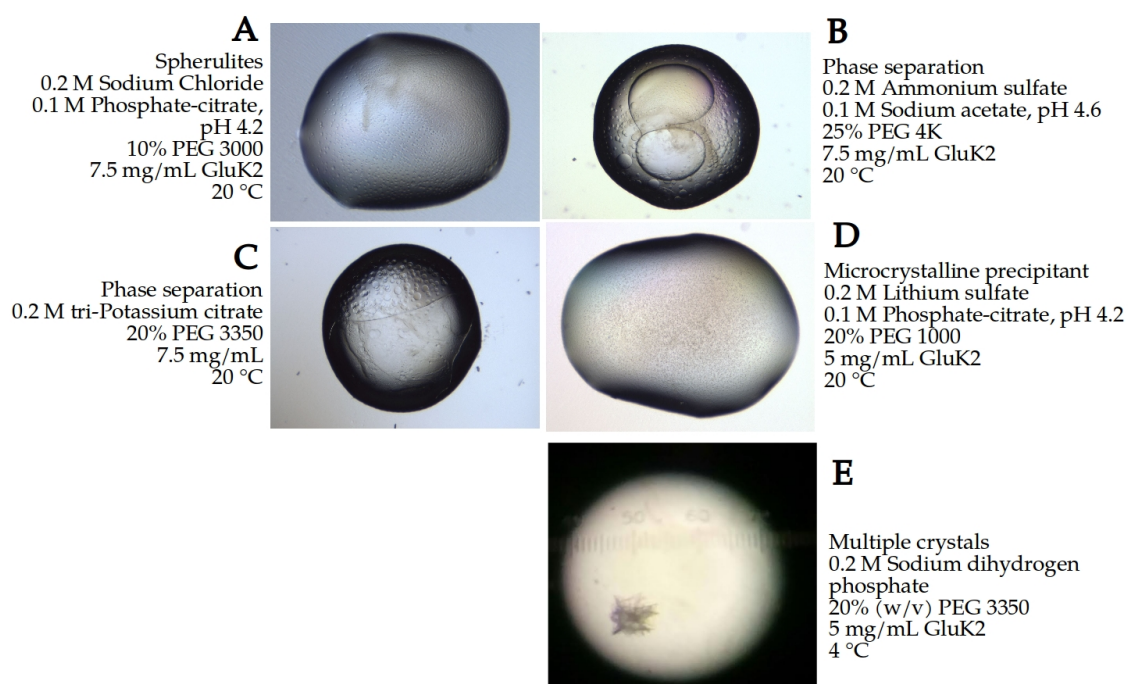 A
Spherulites
0.2 M Sodium Chloride
0.1 M Phosphate-citrate,
pH 4.2
10% PEG 3000
7.5 mg/mL GluK2
20 °C
B
Phase separation
0.2 M Ammonium sulfate
0.1 M Sodium acetate, pH 4.6
25% PEG 4K
7.5 mg/mL GluK2
20 °C
C
Phase separation
0.2 M tri-Potassium citrate
20% PEG 3350
7.5 mg/mL
20 °C
D
Microcrystalline precipitant
0.2 M Lithium sulfate
0.1 M Phosphate-citrate, pH 4.2
20% PEG 1000
5 mg/mL GluK2
20 °C
E
Multiple crystals
0.2 M Sodium dihydrogen
phosphate
20% (w/v) PEG 3350
5 mg/mL GluK2
4 °C
50 60